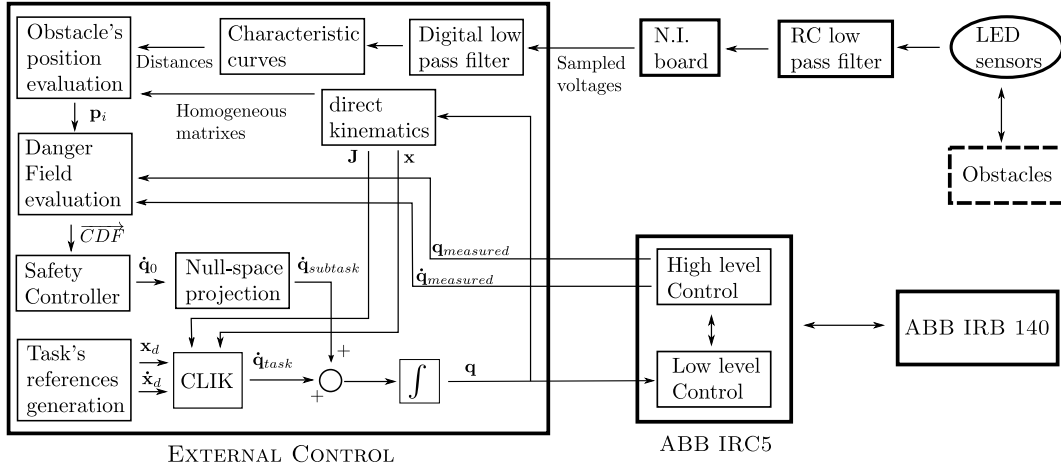 Obstacle's
position
evaluation
Distances
Characteristic
curves
Digital low
pass filter
Sampled
voltages
N.I.
board
RC low
pass filter
LED
sensors
Homogeneous
matrixes
direct
kinematics
p_i
J
x
Danger
Field
evaluation
Obstacles
CDF
q_measured
q̇_measured
Safety
Controller
q̇_0
Null-space
projection
q̇_subtask
High level
Control
ABB IRB 140
Task's
references
generation
x_d
ẋ_d
CLIK
q̇_task
+
+
∫
q
Low level
Control
External Control
ABB IRC5